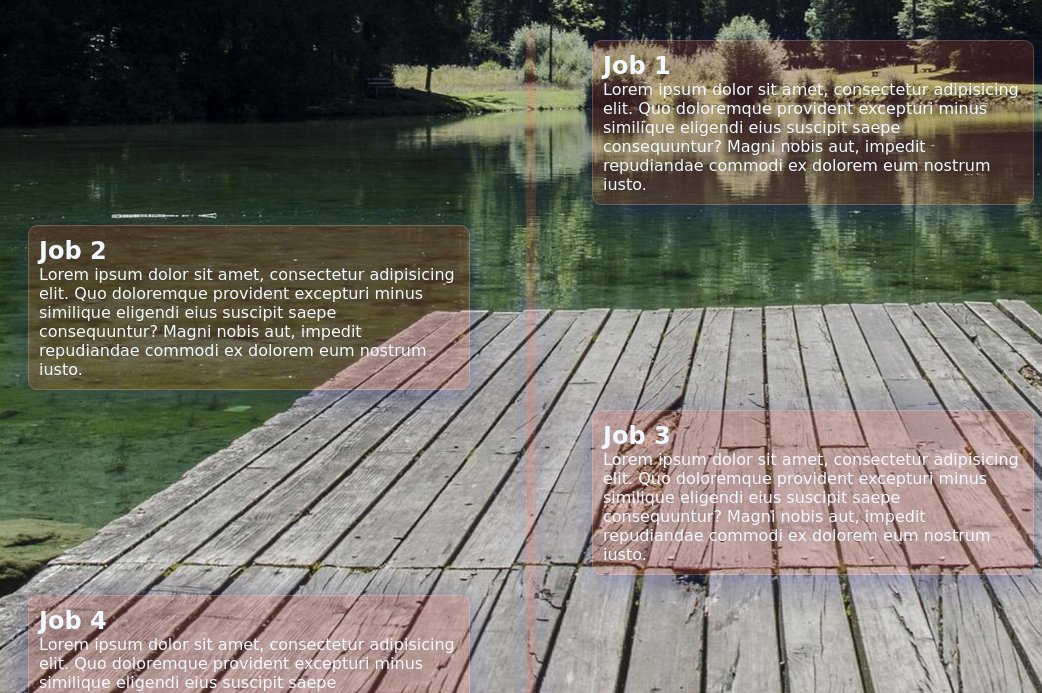 Job 1
Lorem ipsum dolor sit amet, consectetur adipisicing
elit. Quo doloremque provident excepturi minus
similique eligendi eius suscipit saepe
consequuntur? Magni nobis aut, impedit
repudiandae commodi ex dolorem eum nostrum
iusto.
Job 2
Lorem ipsum dolor sit amet, consectetur adipisicing
elit. Quo doloremque provident excepturi minus
similique eligendi eius suscipit saepe
consequuntur? Magni nobis aut, impedit
repudiandae commodi ex dolorem eum nostrum
iusto.
Job 3
Lorem ipsum dolor sit amet, consectetur adipisicing
elit. Quo doloremque provident excepturi minus
similique eligendi eius suscipit saepe
consequuntur? Magni nobis aut, impedit
repudiandae commodi ex dolorem eum nostrum
iusto.
Job 4
Lorem ipsum dolor sit amet, consectetur adipisicing
elit. Quo doloremque provident excepturi minus
similique eligendi eius suscipit saepe